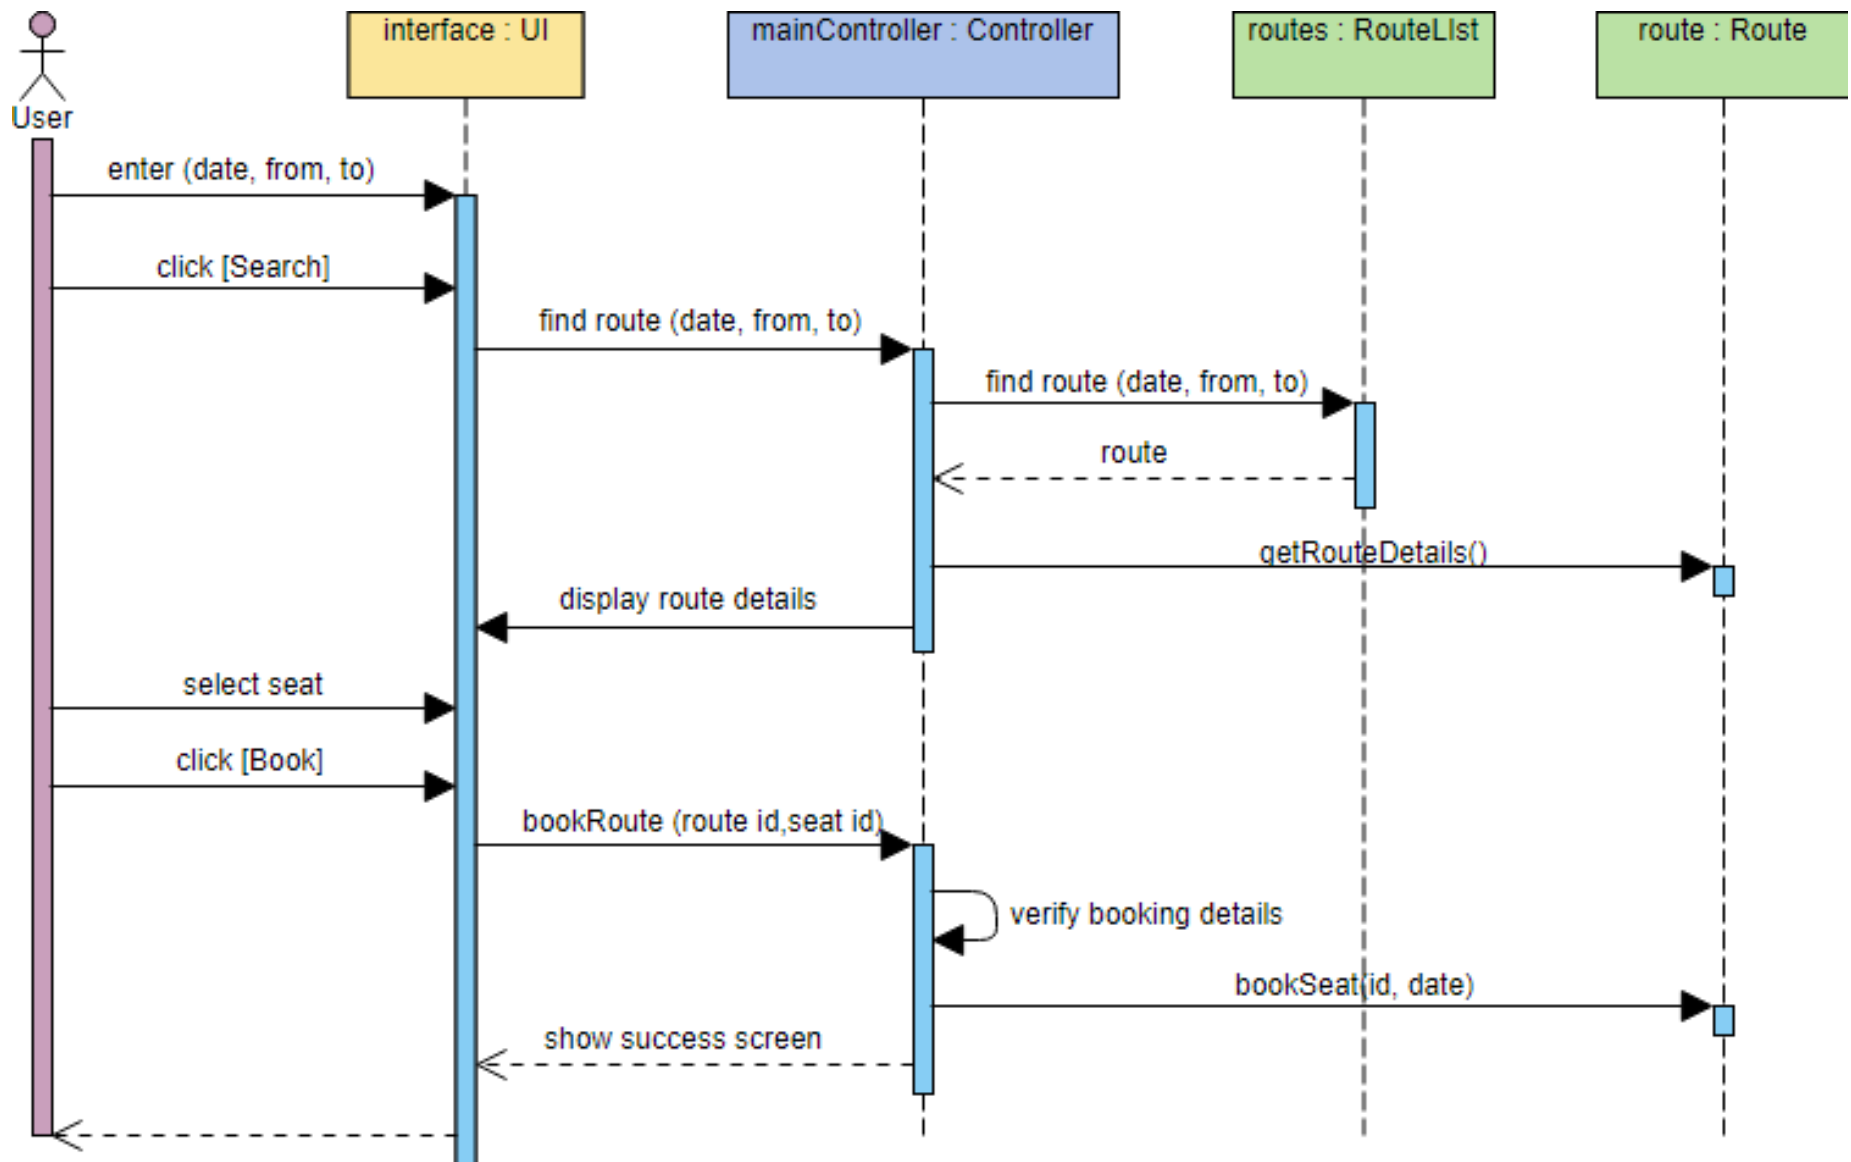 interface : UI
mainController : Controller
routes : RouteLIst
route : Route
User
enter (date, from, to)
click [Search]
find route (date, from, to)
find route (date, from, to)
route
getRouteDetails()
display route details
select seat
click [Book]
bookRoute (route id,seat id)
verify booking details
bookSeat(id, date)
show success screen